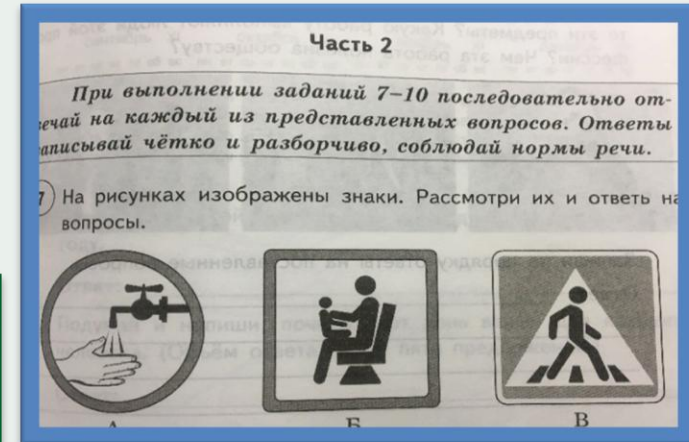 Часть 2
При выполнении заданий 7–10 последовательно от-
вечай на каждый из представленных вопросов. Ответы
записывай чётко и разборчиво, соблюдай нормы речи.
7 На рисунках изображены знаки. Рассмотри их и ответь на
вопросы.
А Б В